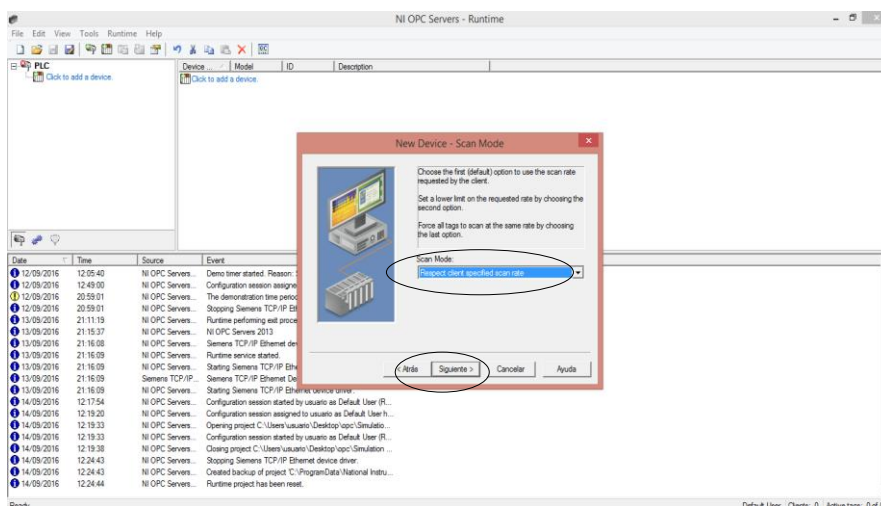 NI OPC Servers - Runtime
File Edit View Tools Runtime Help
PLC
Click to add a device.
Device ... Model ID Description
Click to add a device.
New Device - Scan Mode
Choose the first (default) option to use the scan rate
requested by the client.
Set a lower limit on the requested rate by choosing the
second option.
Force all tags to scan at the same rate by choosing
the last option.
Scan Mode:
Respect client specified scan rate
< Atrás Siguiente > Cancelar Ayuda
Date Time Source Event
12/09/2016 12:05:40 NI OPC Servers... Demo timer started. Reason:
12/09/2016 12:49:00 NI OPC Servers... Configuration session assigne
12/09/2016 20:59:01 NI OPC Servers... The demonstration time perio
12/09/2016 20:59:01 NI OPC Servers... Stopping Siemens TCP/IP Et
13/09/2016 21:11:19 NI OPC Servers... Runtime performing exit proce
13/09/2016 21:15:37 NI OPC Servers... NI OPC Servers 2013
13/09/2016 21:16:08 NI OPC Servers... Siemens TCP/IP Ethernet de
13/09/2016 21:16:09 NI OPC Servers... Runtime service started.
13/09/2016 21:16:09 NI OPC Servers... Starting Siemens TCP/IP Eth
13/09/2016 21:16:09 Siemens TCP/IP... Siemens TCP/IP Ethernet De
13/09/2016 21:16:09 NI OPC Servers... Starting Siemens TCP/IP Ethernet device driver.
14/09/2016 12:17:54 NI OPC Servers... Configuration session started by usuario as Default User (R...
14/09/2016 12:19:20 NI OPC Servers... Configuration session assigned to usuario as Default User h...
14/09/2016 12:19:33 NI OPC Servers... Opening project C:\Users\usuario\Desktop\opc\Simulatio...
14/09/2016 12:19:33 NI OPC Servers... Configuration session started by usuario as Default User (R...
14/09/2016 12:19:38 NI OPC Servers... Closing project C:\Users\usuario\Desktop\opc\Simulation ...
14/09/2016 12:24:43 NI OPC Servers... Stopping Siemens TCP/IP Ethernet device driver.
14/09/2016 12:24:43 NI OPC Servers... Created backup of project 'C:\ProgramData\National Instru...
14/09/2016 12:24:44 NI OPC Servers... Runtime project has been reset.
Ready Default User Clients: 0 Active tags: 0 of